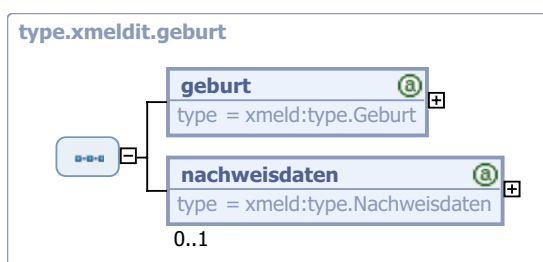 type.xmeldit.geburt
geburt
type = xmeld:type.Geburt
nachweisdaten
type = xmeld:type.Nachweisdaten
0..1